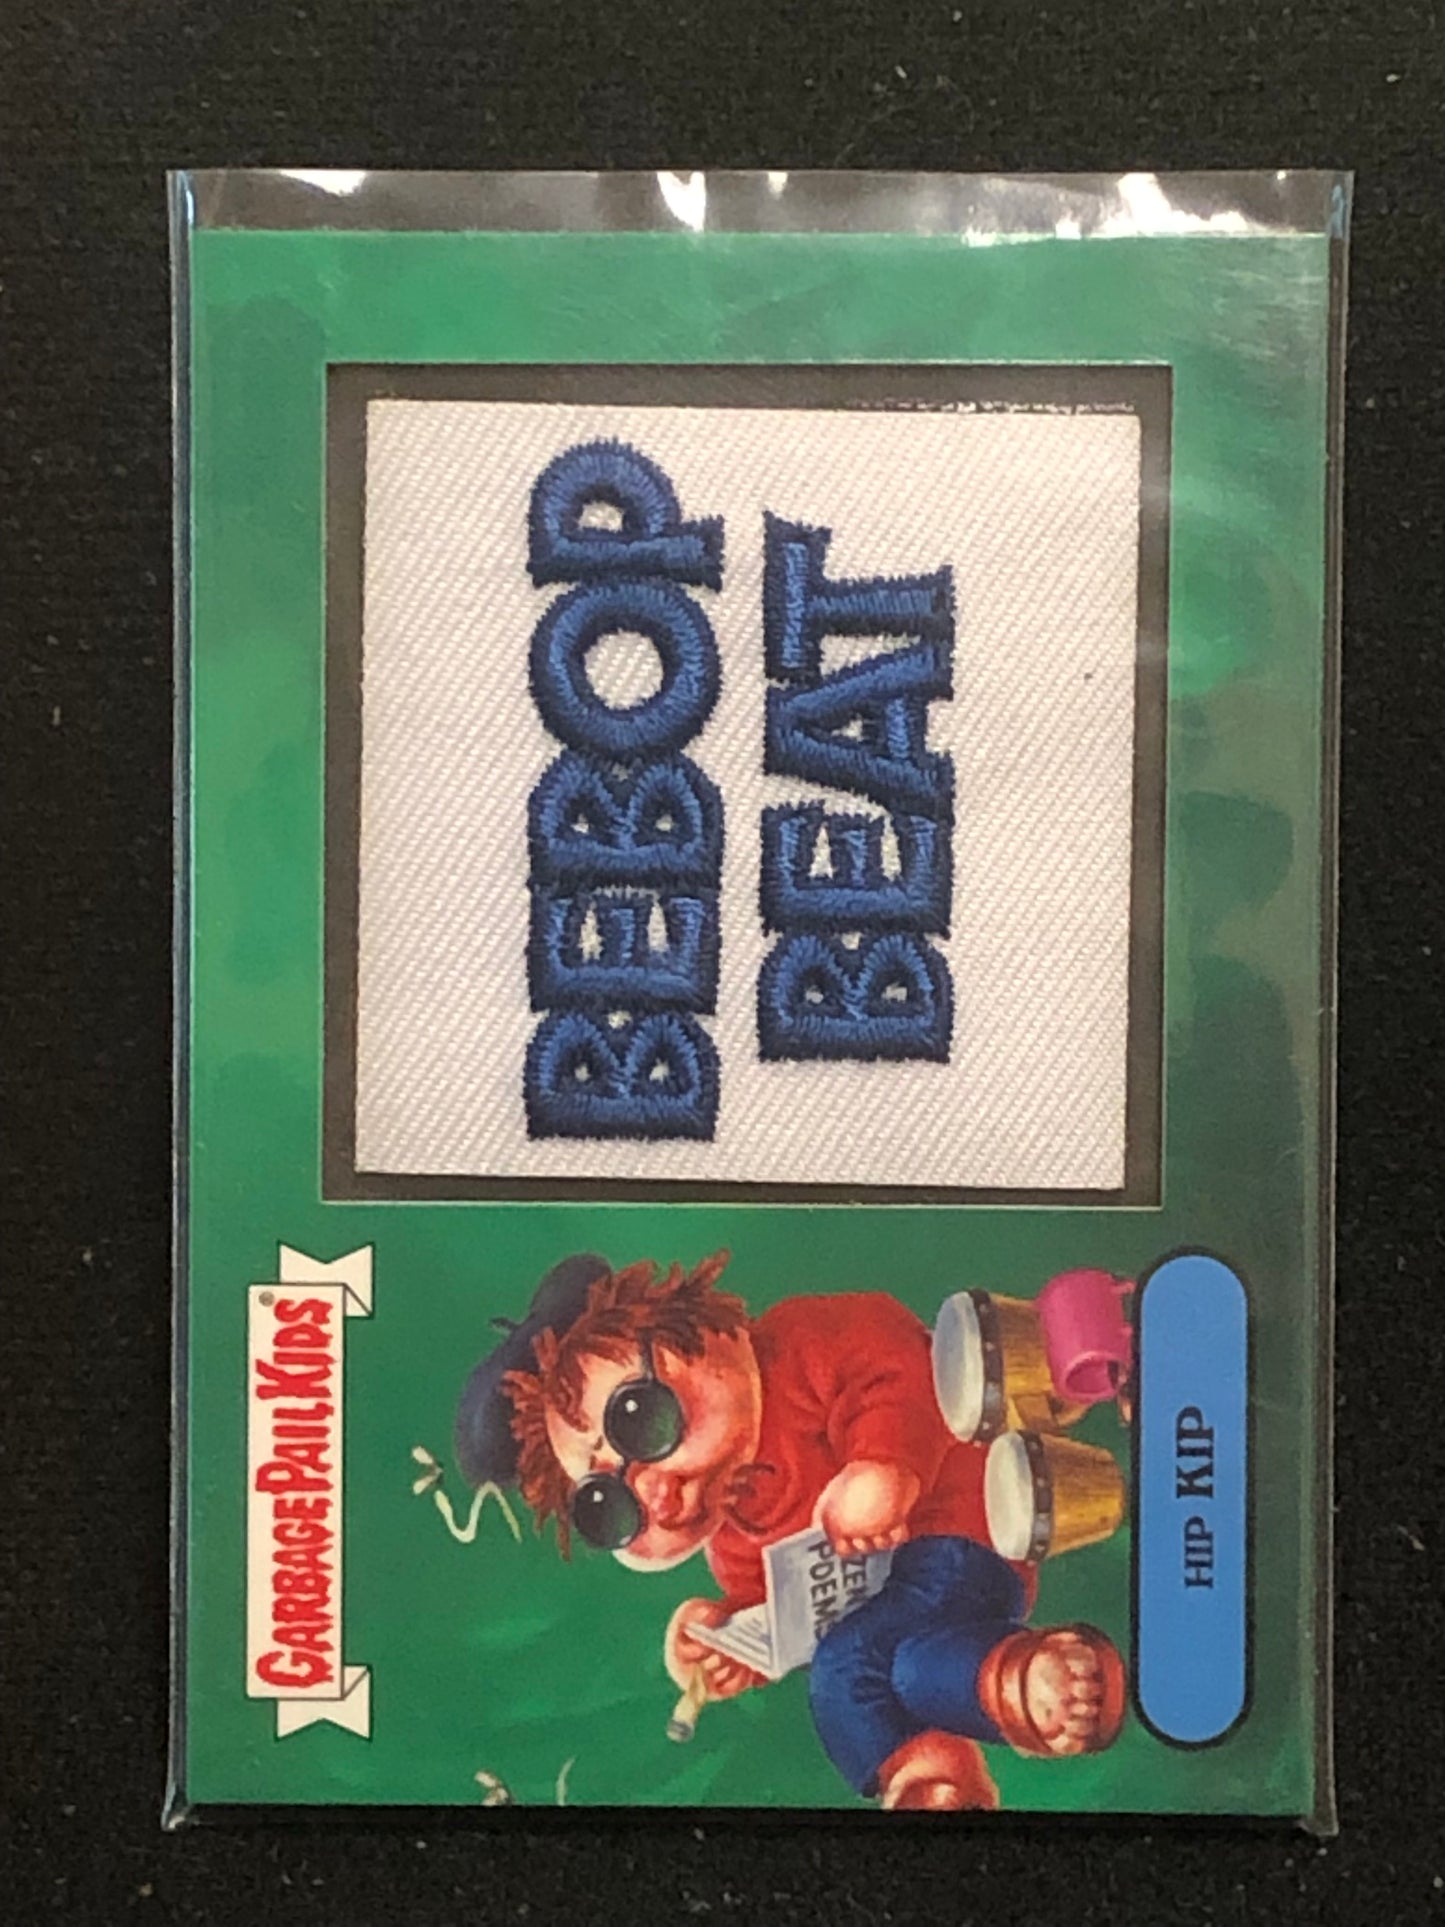 GARBAGE PAIL KIDS®
ZEN
POEMS
HIP KIP
BEBOP
BEAT